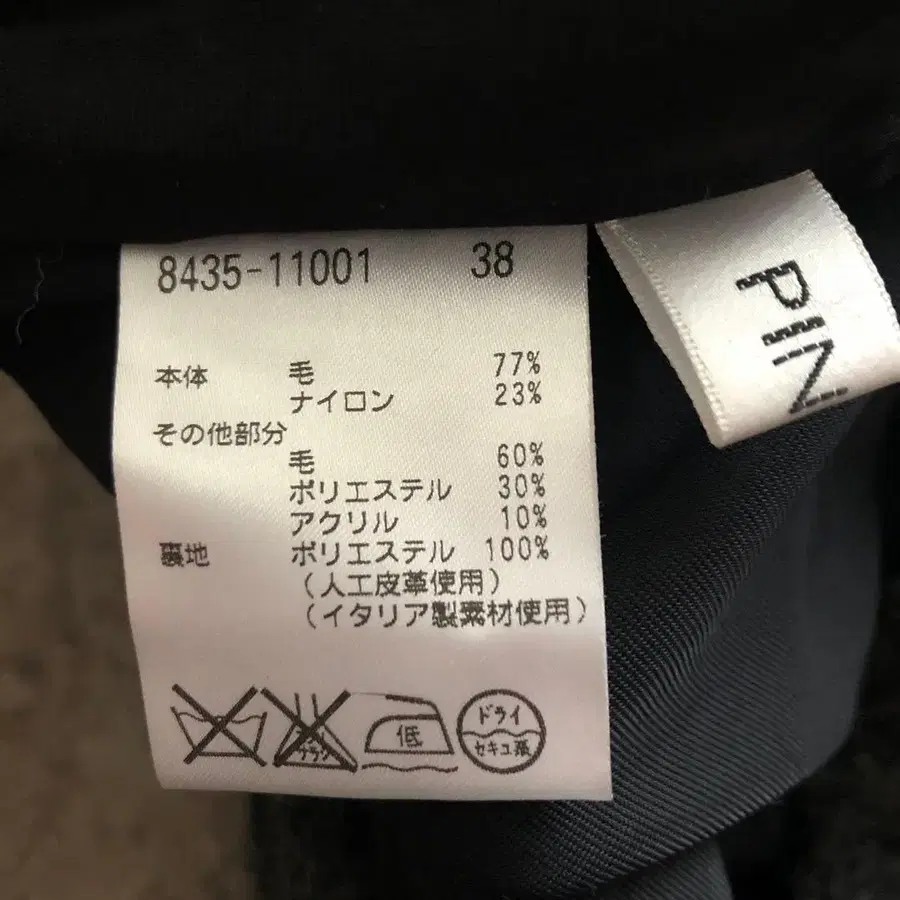 8435-11001 38
本体 毛 77%
ナイロン 23%
その他部分
毛 60%
ポリエステル 30%
アクリル 10%
裏地 ポリエステル 100%
(人工皮革使用)
(イタリア製素材使用)
低
ドライ
セキユ系
PIN